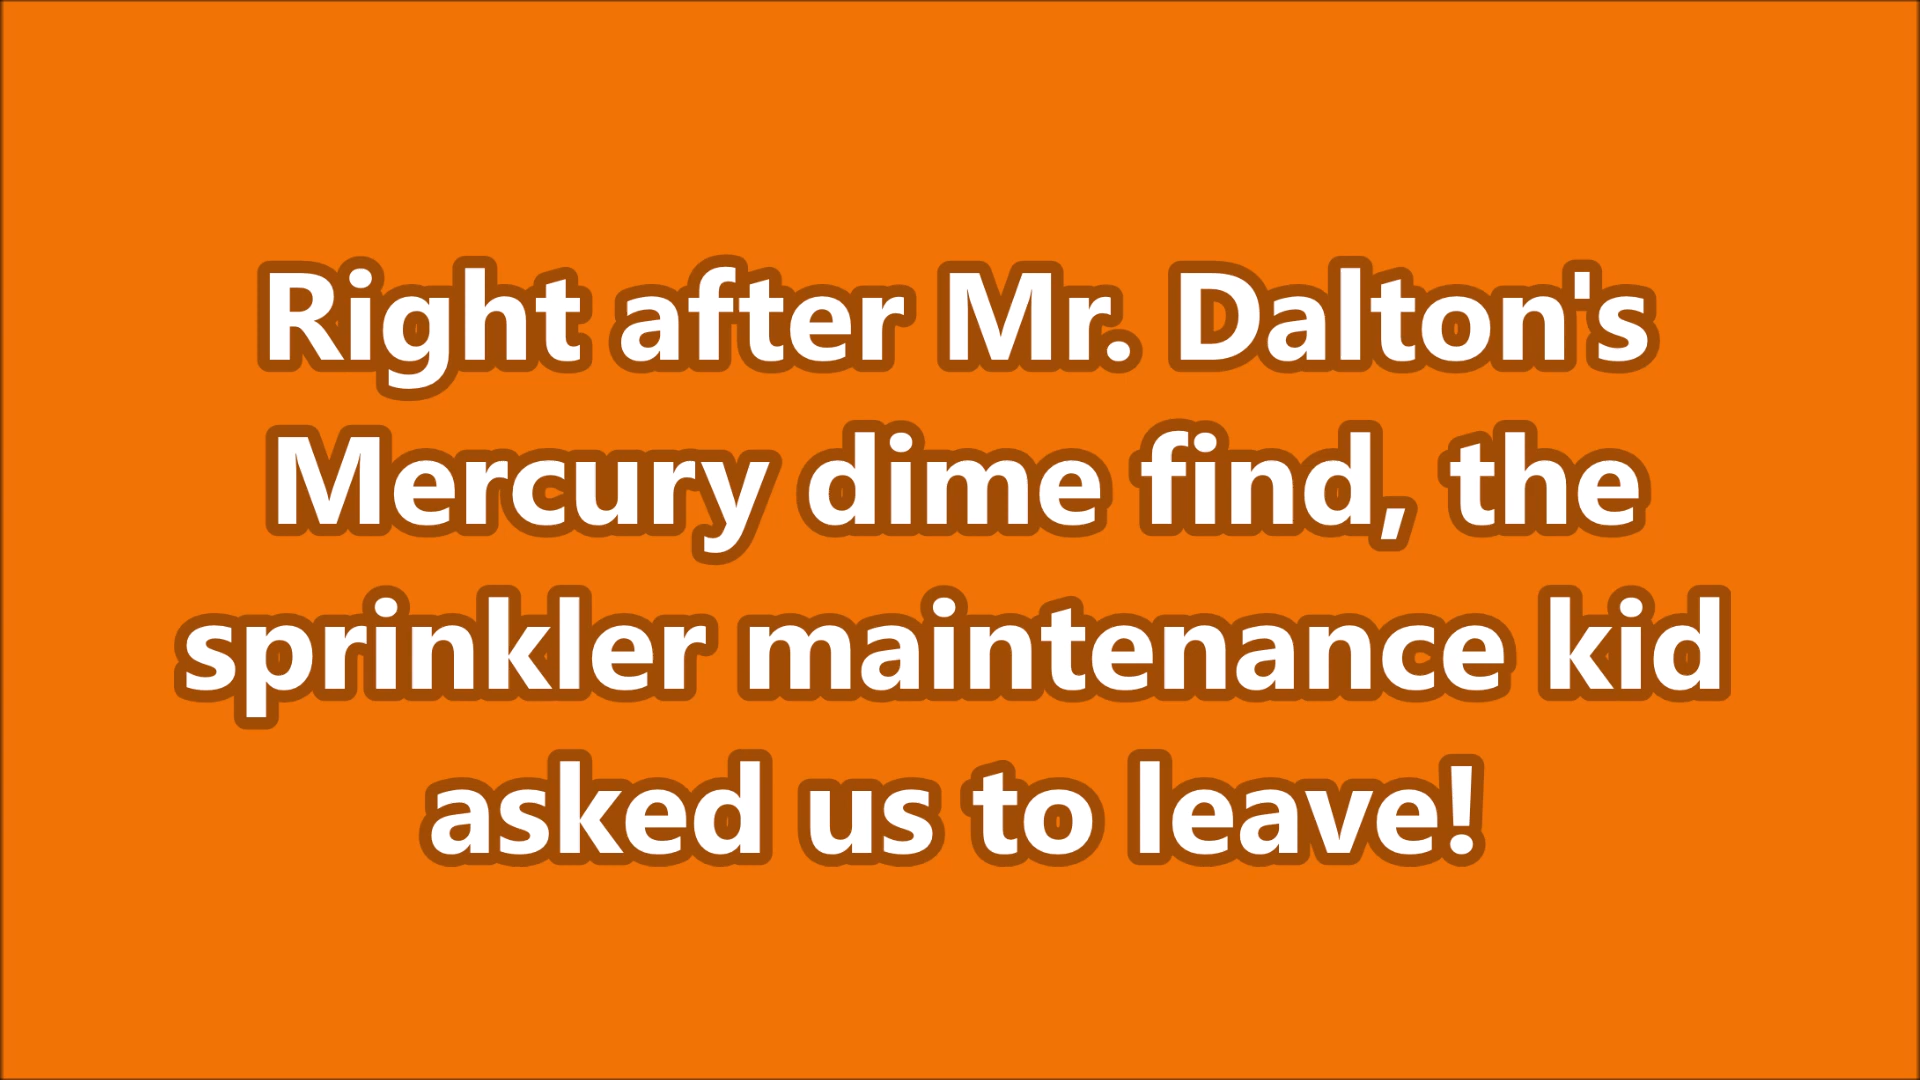 Right after Mr. Dalton's
Mercury dime find, the
sprinkler maintenance kid
asked us to leave!